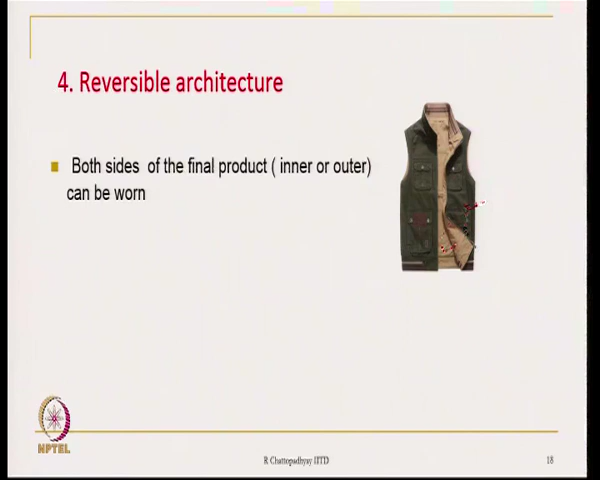 4. Reversible architecture
Both sides of the final product ( inner or outer)
can be worn
NPTEL
R Chattopadhyay IITD
18